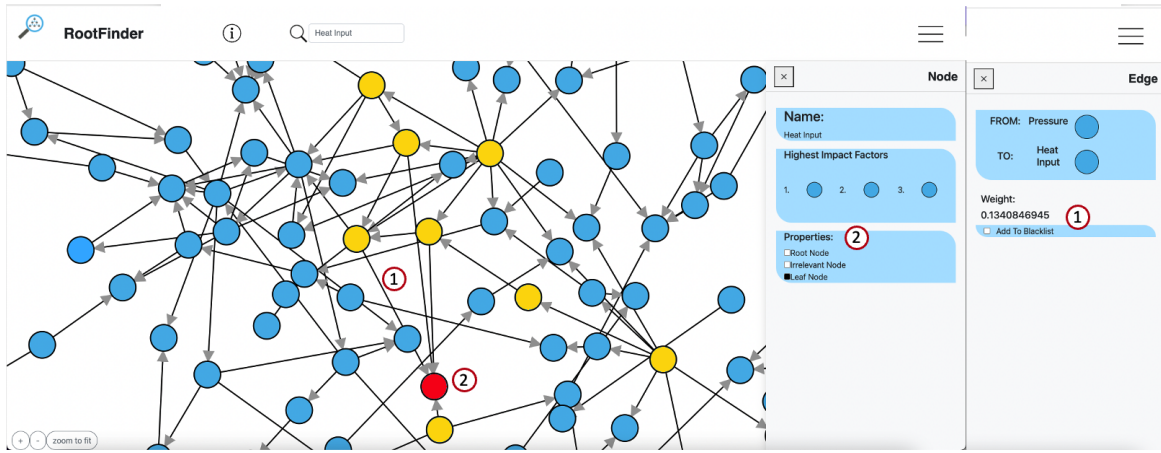 RootFinder
i
Heat Input
×
Node
×
Edge
Name:
Heat Input
Highest Impact Factors
1.
2.
3.
Properties:
2
Root Node
Irrelevant Node
Leaf Node
FROM: Pressure
TO: Heat
Input
Weight:
0.1340846945
1
Add To Blacklist
1
2
+
-
zoom to fit